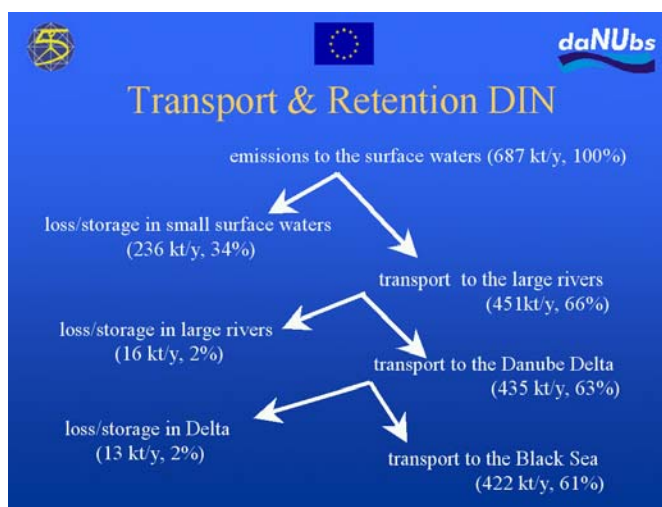 5
daNUbs
Transport & Retention DIN
emissions to the surface waters (687 kt/y, 100%)
loss/storage in small surface waters
(236 kt/y, 34%)
transport to the large rivers
(451kt/y, 66%)
loss/storage in large rivers
(16 kt/y, 2%)
transport to the Danube Delta
(435 kt/y, 63%)
loss/storage in Delta
(13 kt/y, 2%)
transport to the Black Sea
(422 kt/y, 61%)